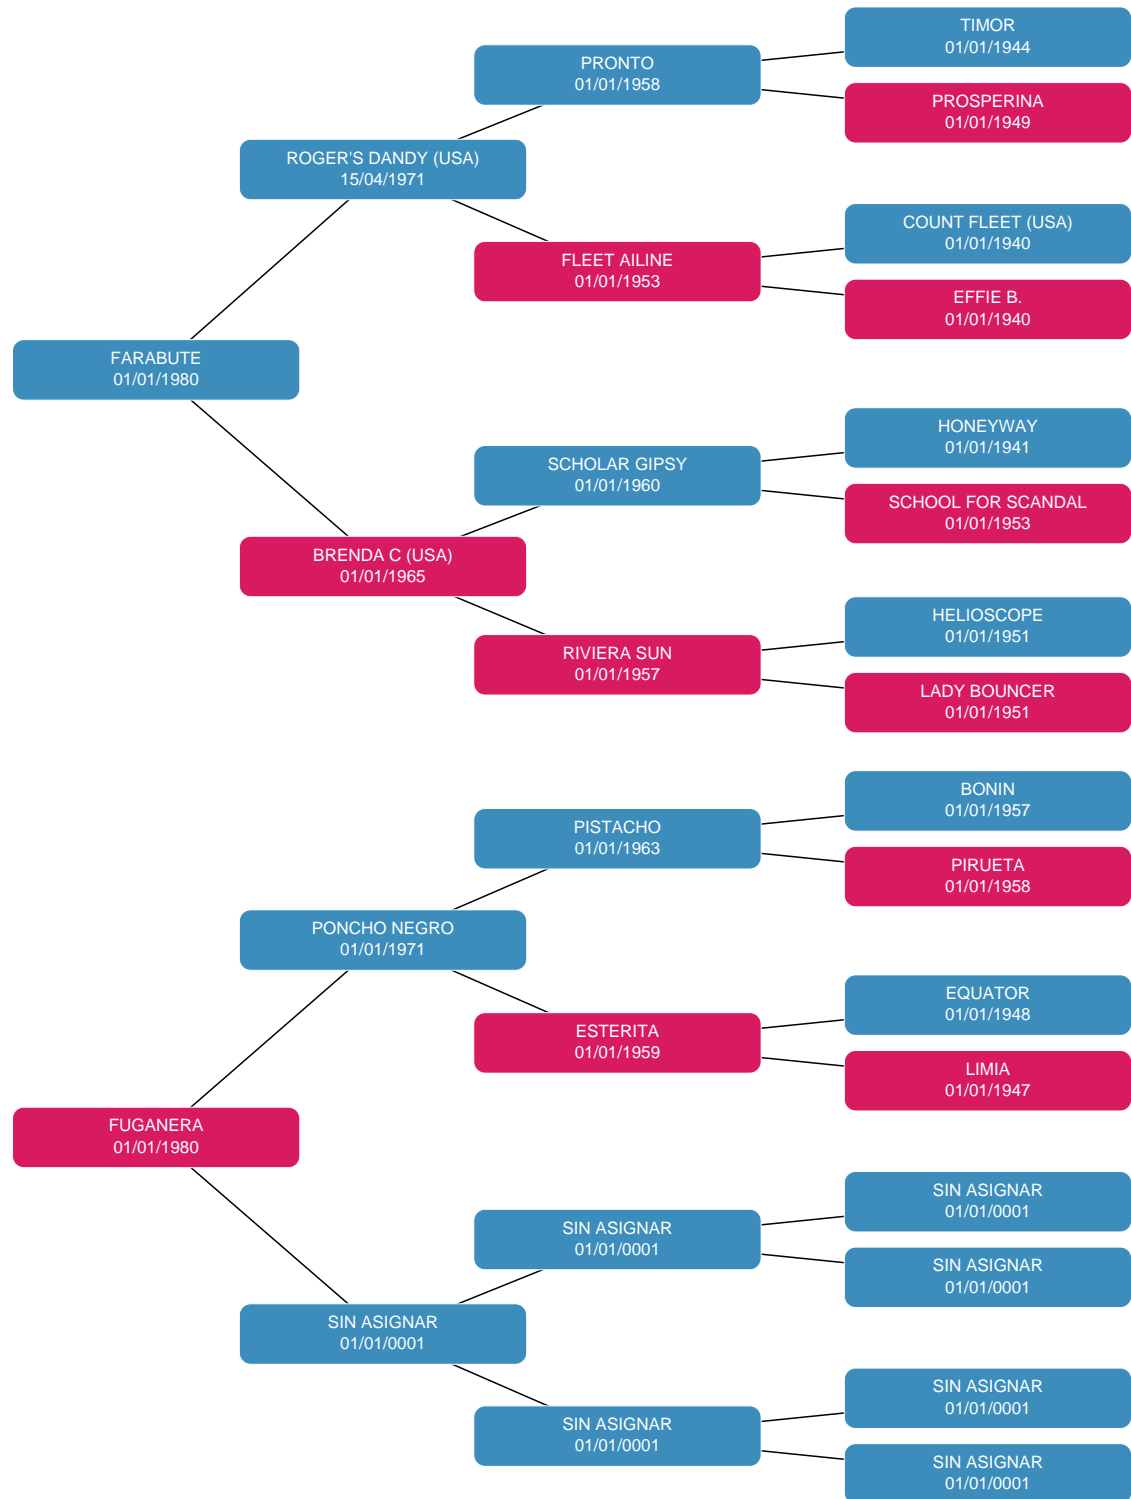 TIMOR
01/01/1944
PRONTO
01/01/1958
PROSPERINA
01/01/1949
ROGER'S DANDY (USA)
15/04/1971
COUNT FLEET (USA)
01/01/1940
FLEET AILINE
01/01/1953
EFFIE B.
01/01/1940
FARABUTE
01/01/1980
HONEYWAY
01/01/1941
SCHOLAR GIPSY
01/01/1960
SCHOOL FOR SCANDAL
01/01/1953
BRENDA C (USA)
01/01/1965
HELIOSCOPE
01/01/1951
RIVIERA SUN
01/01/1957
LADY BOUNCER
01/01/1951
BONIN
01/01/1957
PISTACHO
01/01/1963
PIRUETA
01/01/1958
PONCHO NEGRO
01/01/1971
EQUATOR
01/01/1948
ESTERITA
01/01/1959
LIMIA
01/01/1947
FUGANERA
01/01/1980
SIN ASIGNAR
01/01/0001
SIN ASIGNAR
01/01/0001
SIN ASIGNAR
01/01/0001
SIN ASIGNAR
01/01/0001
SIN ASIGNAR
01/01/0001
SIN ASIGNAR
01/01/0001
SIN ASIGNAR
01/01/0001